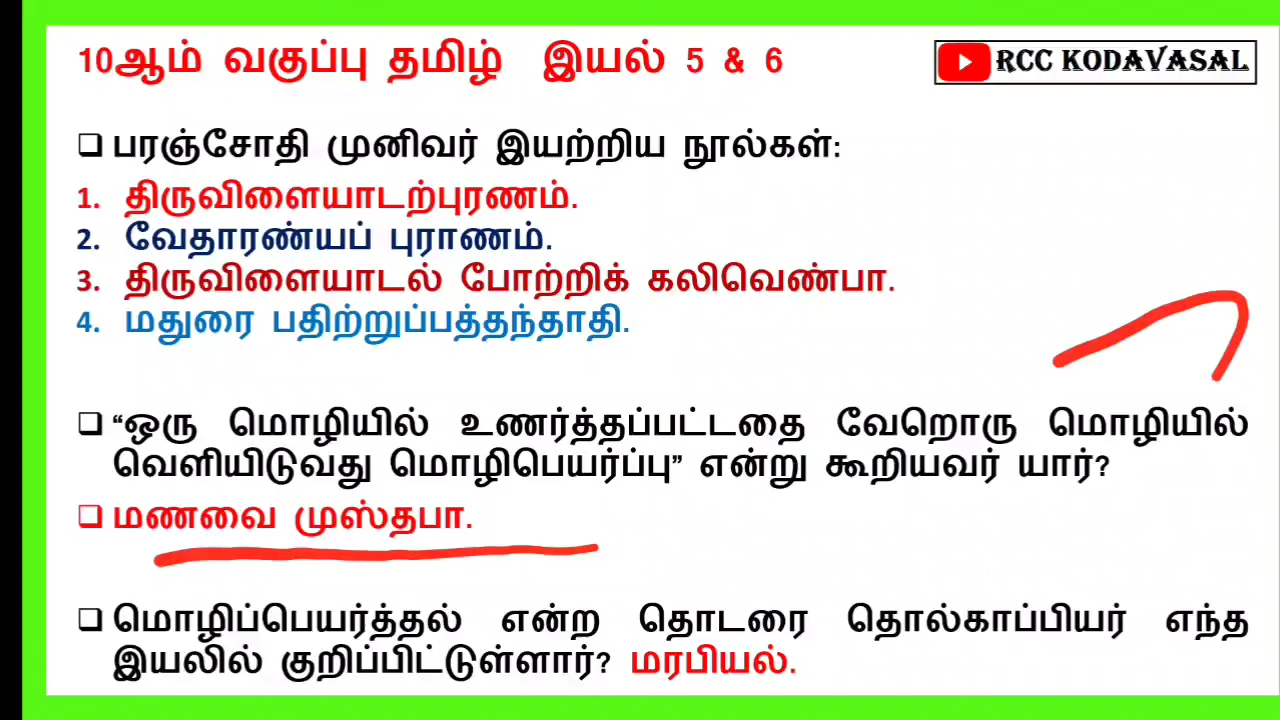 10ஆம் வகுப்பு தமிழ் இயல் 5 & 6
RCC KODAVASAL
பரஞ்சோதி முனிவர் இயற்றிய நூல்கள்:
1. திருவிளையாடற்புரணம்.
2. வேதாரண்யப் புராணம்.
3. திருவிளையாடல் போற்றிக் கலிவெண்பா.
4. மதுரை பதிற்றுப்பத்தந்தாதி.
“ஒரு மொழியில் உணர்த்தப்பட்டதை வேறொரு மொழியில்
வெளியிடுவது மொழிபெயர்ப்பு” என்று கூறியவர் யார்?
மணவை முஸ்தபா.
மொழிப்பெயர்த்தல் என்ற தொடரை தொல்காப்பியர் எந்த
இயலில் குறிப்பிட்டுள்ளார்? மரபியல்.